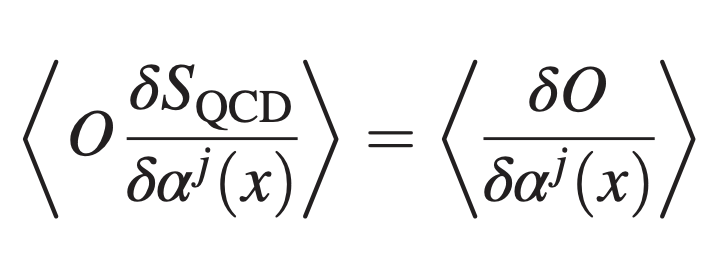 ⟨ O δS_QCD / δα^j(x) ⟩ = ⟨ δO / δα^j(x) ⟩